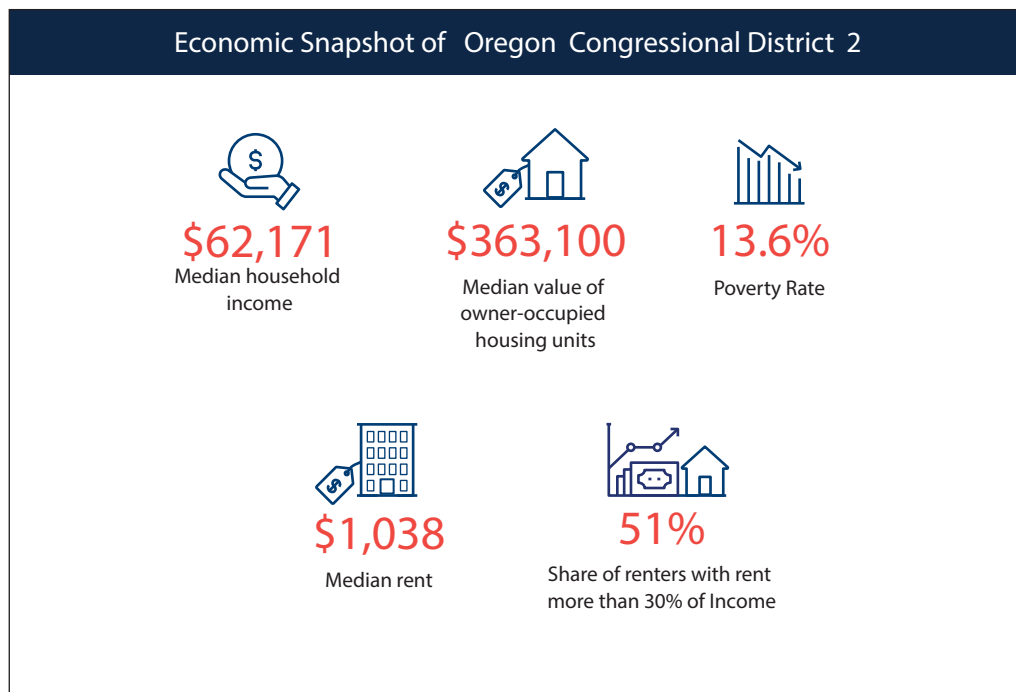 Economic Snapshot of Oregon Congressional District 2
$
$
$62,171
Median household
income
$363,100
Median value of
owner-occupied
housing units
13.6%
Poverty Rate
$
$1,038
Median rent
51%
Share of renters with rent
more than 30% of Income